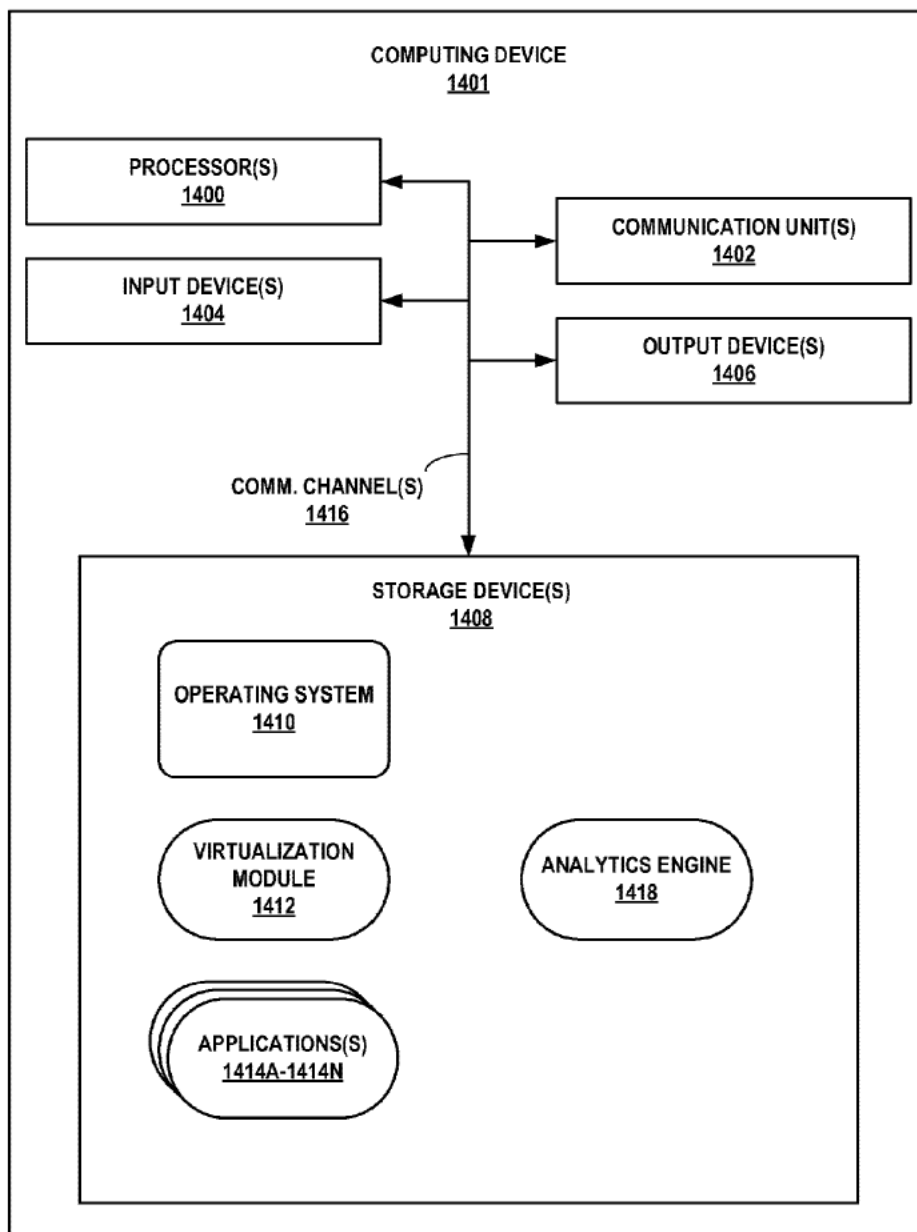 COMPUTING DEVICE
1401
PROCESSOR(S)
1400
COMMUNICATION UNIT(S)
1402
INPUT DEVICE(S)
1404
OUTPUT DEVICE(S)
1406
COMM. CHANNEL(S)
1416
STORAGE DEVICE(S)
1408
OPERATING SYSTEM
1410
VIRTUALIZATION
MODULE
1412
ANALYTICS ENGINE
1418
APPLICATIONS(S)
1414A-1414N